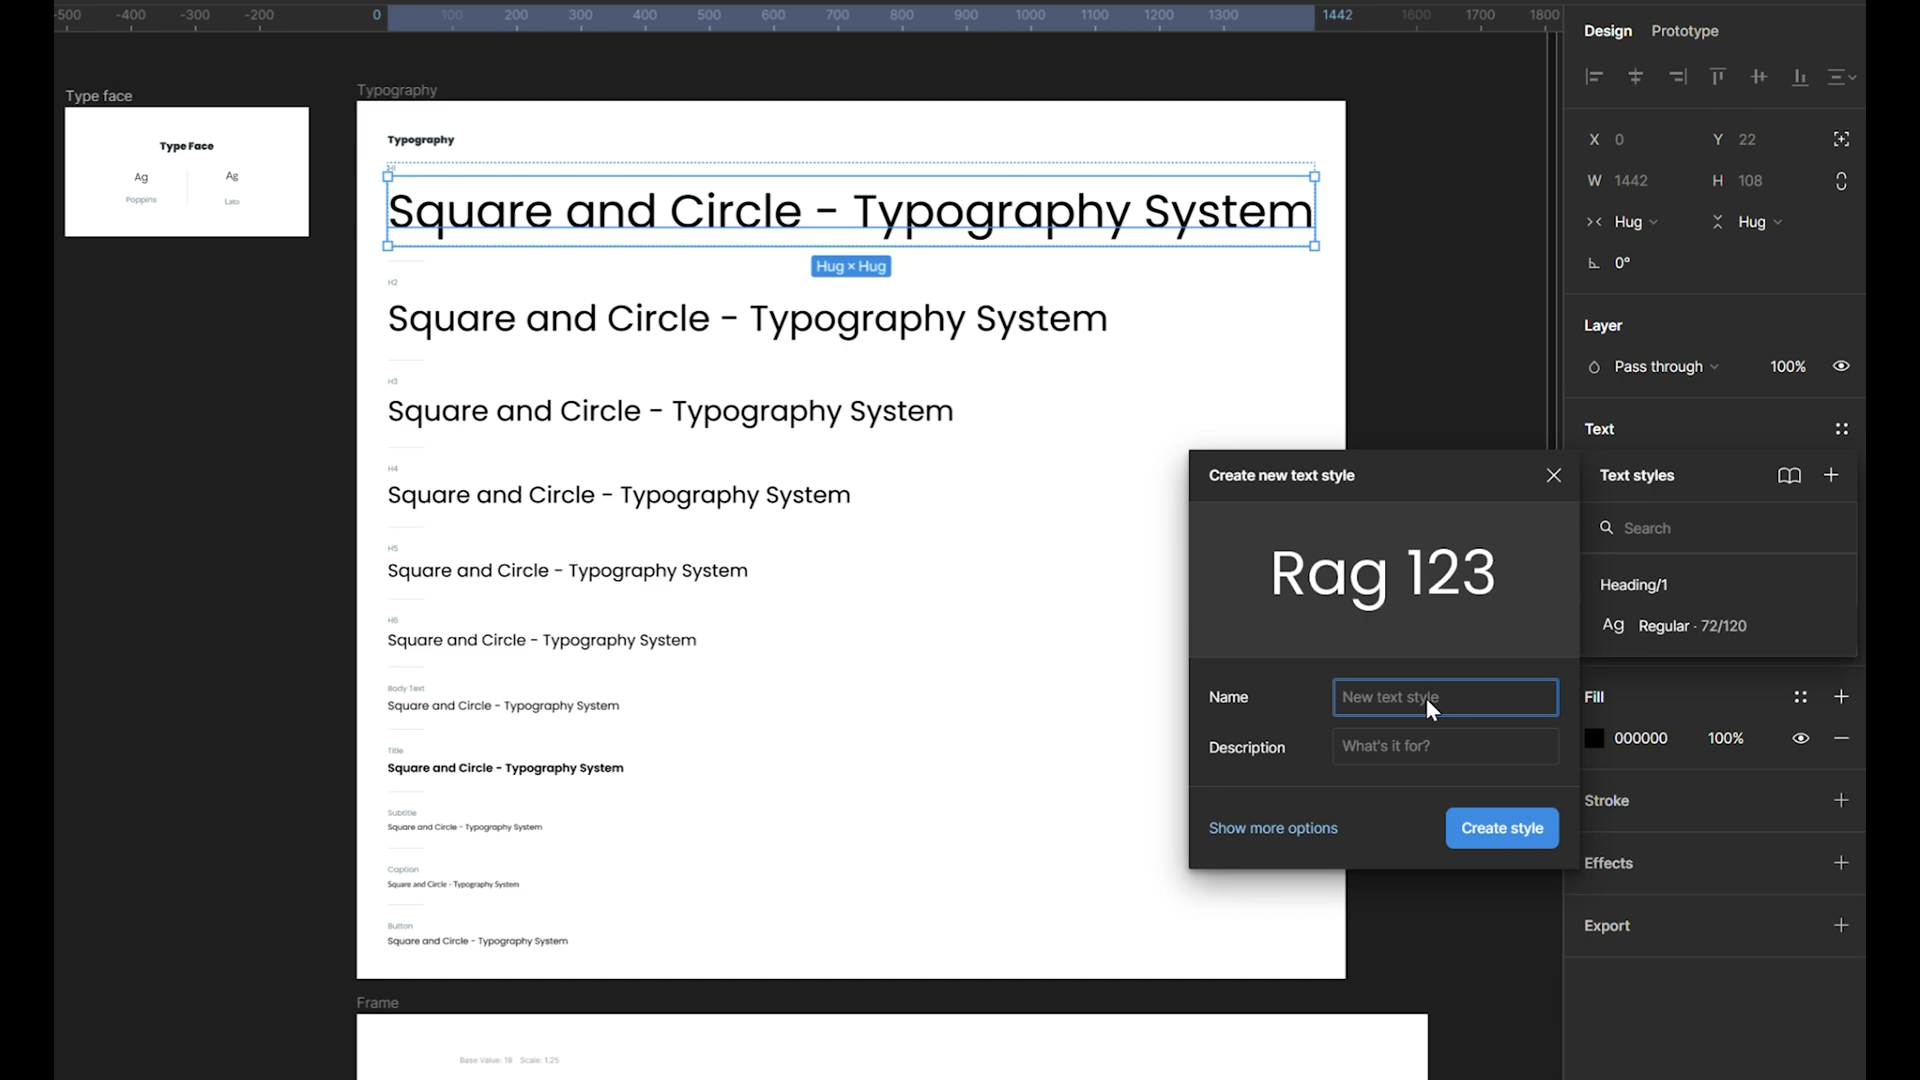 -500 -400 -300 -200 0 100 200 300 400 500 600 700 800 900 1000 1100 1200 1300 1442 1600 1700 1800
Design Prototype
Type face
Type Face
Ag Ag
Poppins Lato
Typography
Typography
H1
Square and Circle - Typography System
Hug × Hug
H2
Square and Circle - Typography System
H3
Square and Circle - Typography System
H4
Square and Circle - Typography System
H5
Square and Circle - Typography System
H6
Square and Circle - Typography System
Body Text
Square and Circle - Typography System
Title
Square and Circle - Typography System
Subtitle
Square and Circle - Typography System
Caption
Square and Circle - Typography System
Button
Square and Circle - Typography System
Frame
Base Value: 18 Scale: 1.25
X 0 Y 22
W 1442 H 108
Hug Hug
0°
Layer
Pass through 100%
Text
Create new text style
Rag 123
Name New text style
Description What's it for?
Show more options Create style
Text styles
Search
Heading/1
Ag Regular · 72/120
Fill
000000 100%
Stroke
Effects
Export